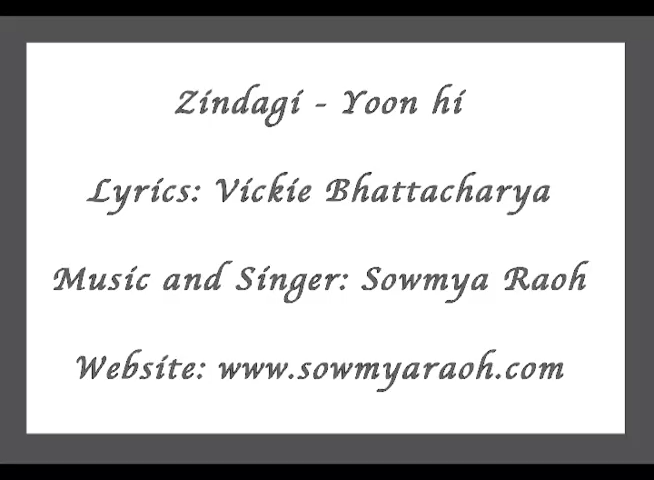 Zindagi - Yoon hi
Lyrics: Vickie Bhattacharya
Music and Singer: Sowmya Raoh
Website: www.sowmyaraoh.com